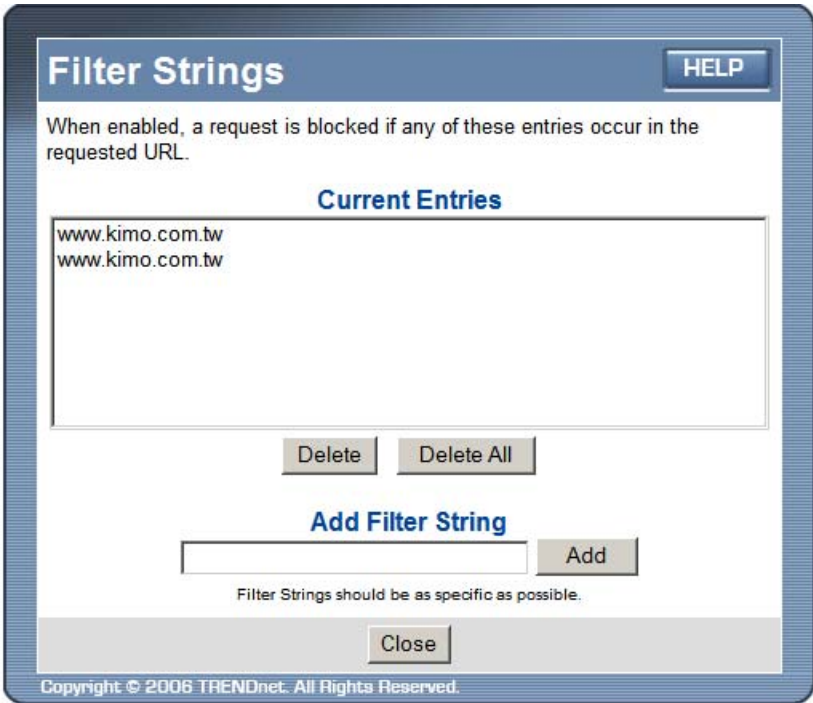 Filter Strings
HELP
When enabled, a request is blocked if any of these entries occur in the
requested URL.
Current Entries
www.kimo.com.tw
www.kimo.com.tw
Delete
Delete All
Add Filter String
Add
Filter Strings should be as specific as possible.
Close
Copyright © 2006 TRENDnet. All Rights Reserved.